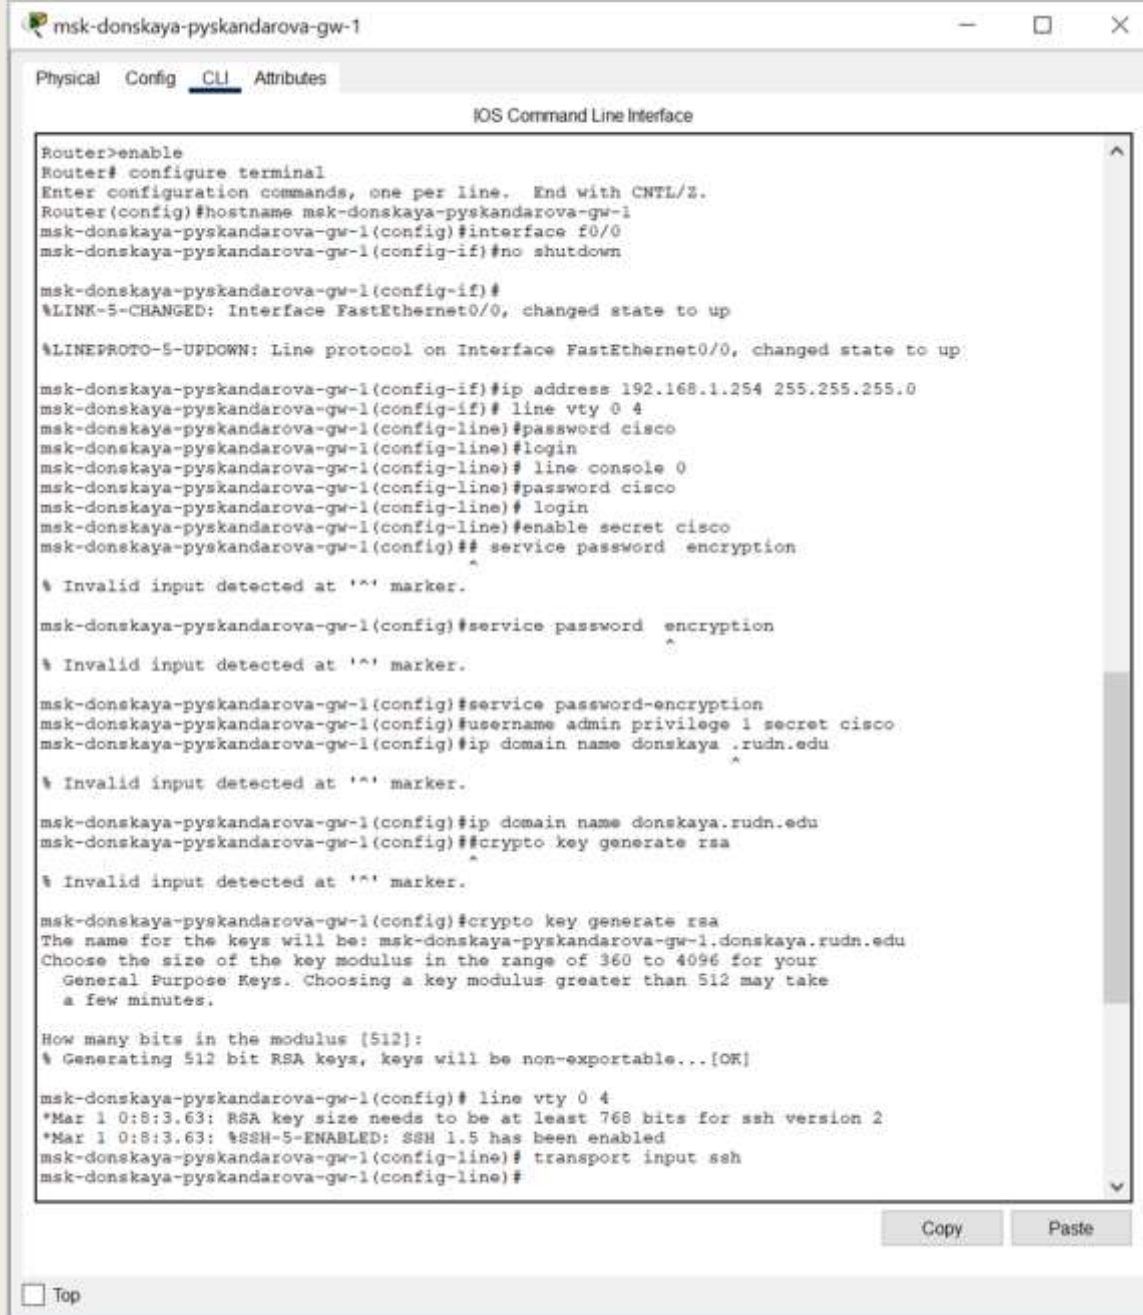 msk-donskaya-pyskandarova-gw-1
Physical Config CLI Attributes
IOS Command Line Interface
Router>enable
Router# configure terminal
Enter configuration commands, one per line.  End with CNTL/Z.
Router(config)#hostname msk-donskaya-pyskandarova-gw-1
msk-donskaya-pyskandarova-gw-1(config)#interface f0/0
msk-donskaya-pyskandarova-gw-1(config-if)#no shutdown
msk-donskaya-pyskandarova-gw-1(config-if)#
%LINK-5-CHANGED: Interface FastEthernet0/0, changed state to up
%LINEPROTO-5-UPDOWN: Line protocol on Interface FastEthernet0/0, changed state to up
msk-donskaya-pyskandarova-gw-1(config-if)#ip address 192.168.1.254 255.255.255.0
msk-donskaya-pyskandarova-gw-1(config-if)# line vty 0 4
msk-donskaya-pyskandarova-gw-1(config-line)#password cisco
msk-donskaya-pyskandarova-gw-1(config-line)#login
msk-donskaya-pyskandarova-gw-1(config-line)# line console 0
msk-donskaya-pyskandarova-gw-1(config-line)#password cisco
msk-donskaya-pyskandarova-gw-1(config-line)# login
msk-donskaya-pyskandarova-gw-1(config-line)#enable secret cisco
msk-donskaya-pyskandarova-gw-1(config)## service password  encryption
^
% Invalid input detected at '^' marker.
msk-donskaya-pyskandarova-gw-1(config)#service password  encryption
^
% Invalid input detected at '^' marker.
msk-donskaya-pyskandarova-gw-1(config)#service password-encryption
msk-donskaya-pyskandarova-gw-1(config)#username admin privilege 1 secret cisco
msk-donskaya-pyskandarova-gw-1(config)#ip domain name donskaya .rudn.edu
^
% Invalid input detected at '^' marker.
msk-donskaya-pyskandarova-gw-1(config)#ip domain name donskaya.rudn.edu
msk-donskaya-pyskandarova-gw-1(config)##crypto key generate rsa
^
% Invalid input detected at '^' marker.
msk-donskaya-pyskandarova-gw-1(config)#crypto key generate rsa
The name for the keys will be: msk-donskaya-pyskandarova-gw-1.donskaya.rudn.edu
Choose the size of the key modulus in the range of 360 to 4096 for your
General Purpose Keys. Choosing a key modulus greater than 512 may take
a few minutes.
How many bits in the modulus [512]:
% Generating 512 bit RSA keys, keys will be non-exportable...[OK]
msk-donskaya-pyskandarova-gw-1(config)# line vty 0 4
*Mar 1 0:8:3.63: RSA key size needs to be at least 768 bits for ssh version 2
*Mar 1 0:8:3.63: %SSH-5-ENABLED: SSH 1.5 has been enabled
msk-donskaya-pyskandarova-gw-1(config-line)# transport input ssh
msk-donskaya-pyskandarova-gw-1(config-line)#
Copy Paste
Top